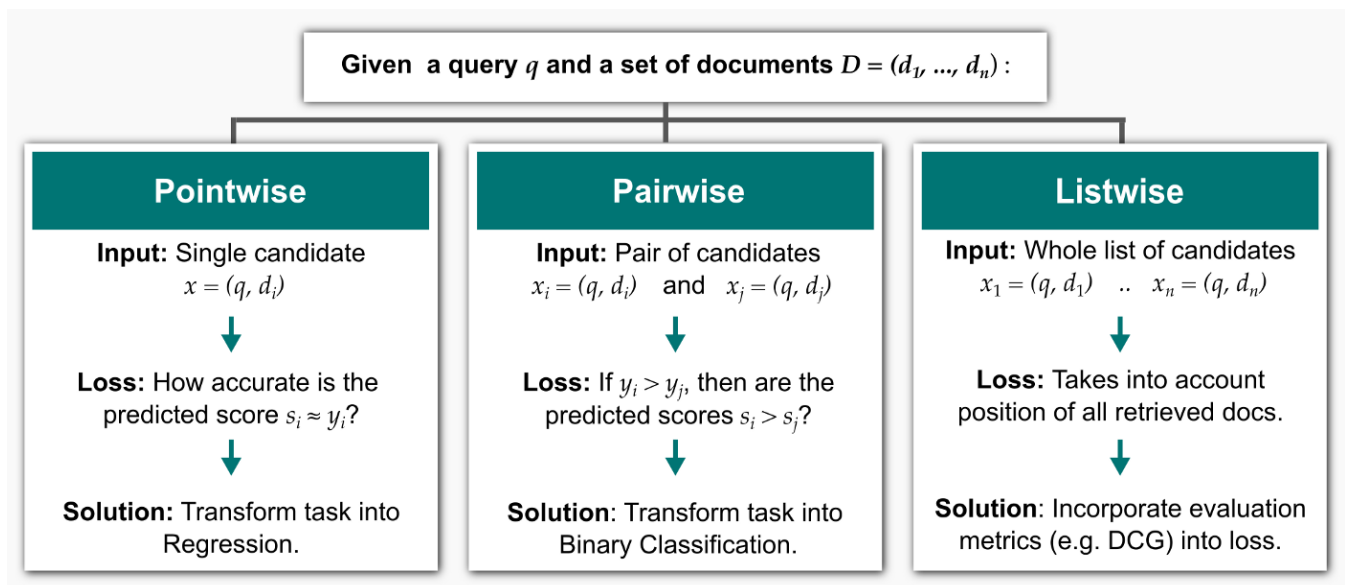 Given a query q and a set of documents D = (d₁, ..., dₙ) :
Pointwise
Input: Single candidate
x = (q, dᵢ)
Loss: How accurate is the
predicted score sᵢ ≈ yᵢ?
Solution: Transform task into
Regression.
Pairwise
Input: Pair of candidates
xᵢ = (q, dᵢ) and xⱼ = (q, dⱼ)
Loss: If yᵢ > yⱼ, then are the
predicted scores sᵢ > sⱼ?
Solution: Transform task into
Binary Classification.
Listwise
Input: Whole list of candidates
x₁ = (q, d₁) .. xₙ = (q, dₙ)
Loss: Takes into account
position of all retrieved docs.
Solution: Incorporate evaluation
metrics (e.g. DCG) into loss.